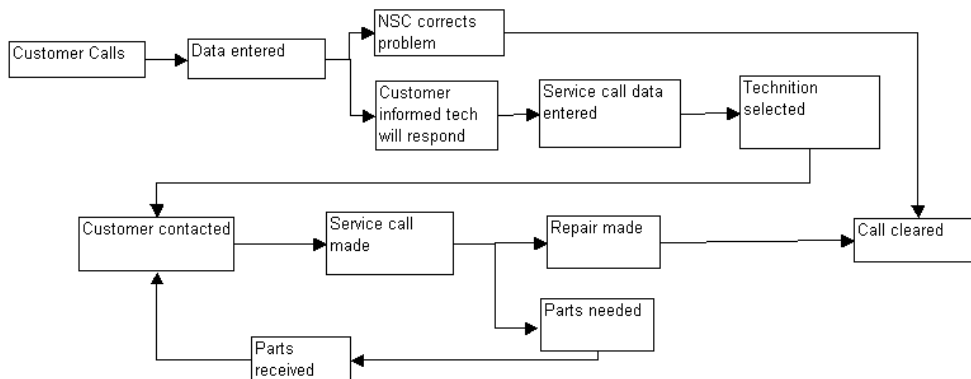 Customer Calls
Data entered
NSC corrects
problem
Customer
informed tech
will respond
Service call data
entered
Technition
selected
Customer contacted
Service call
made
Repair made
Call cleared
Parts needed
Parts
received